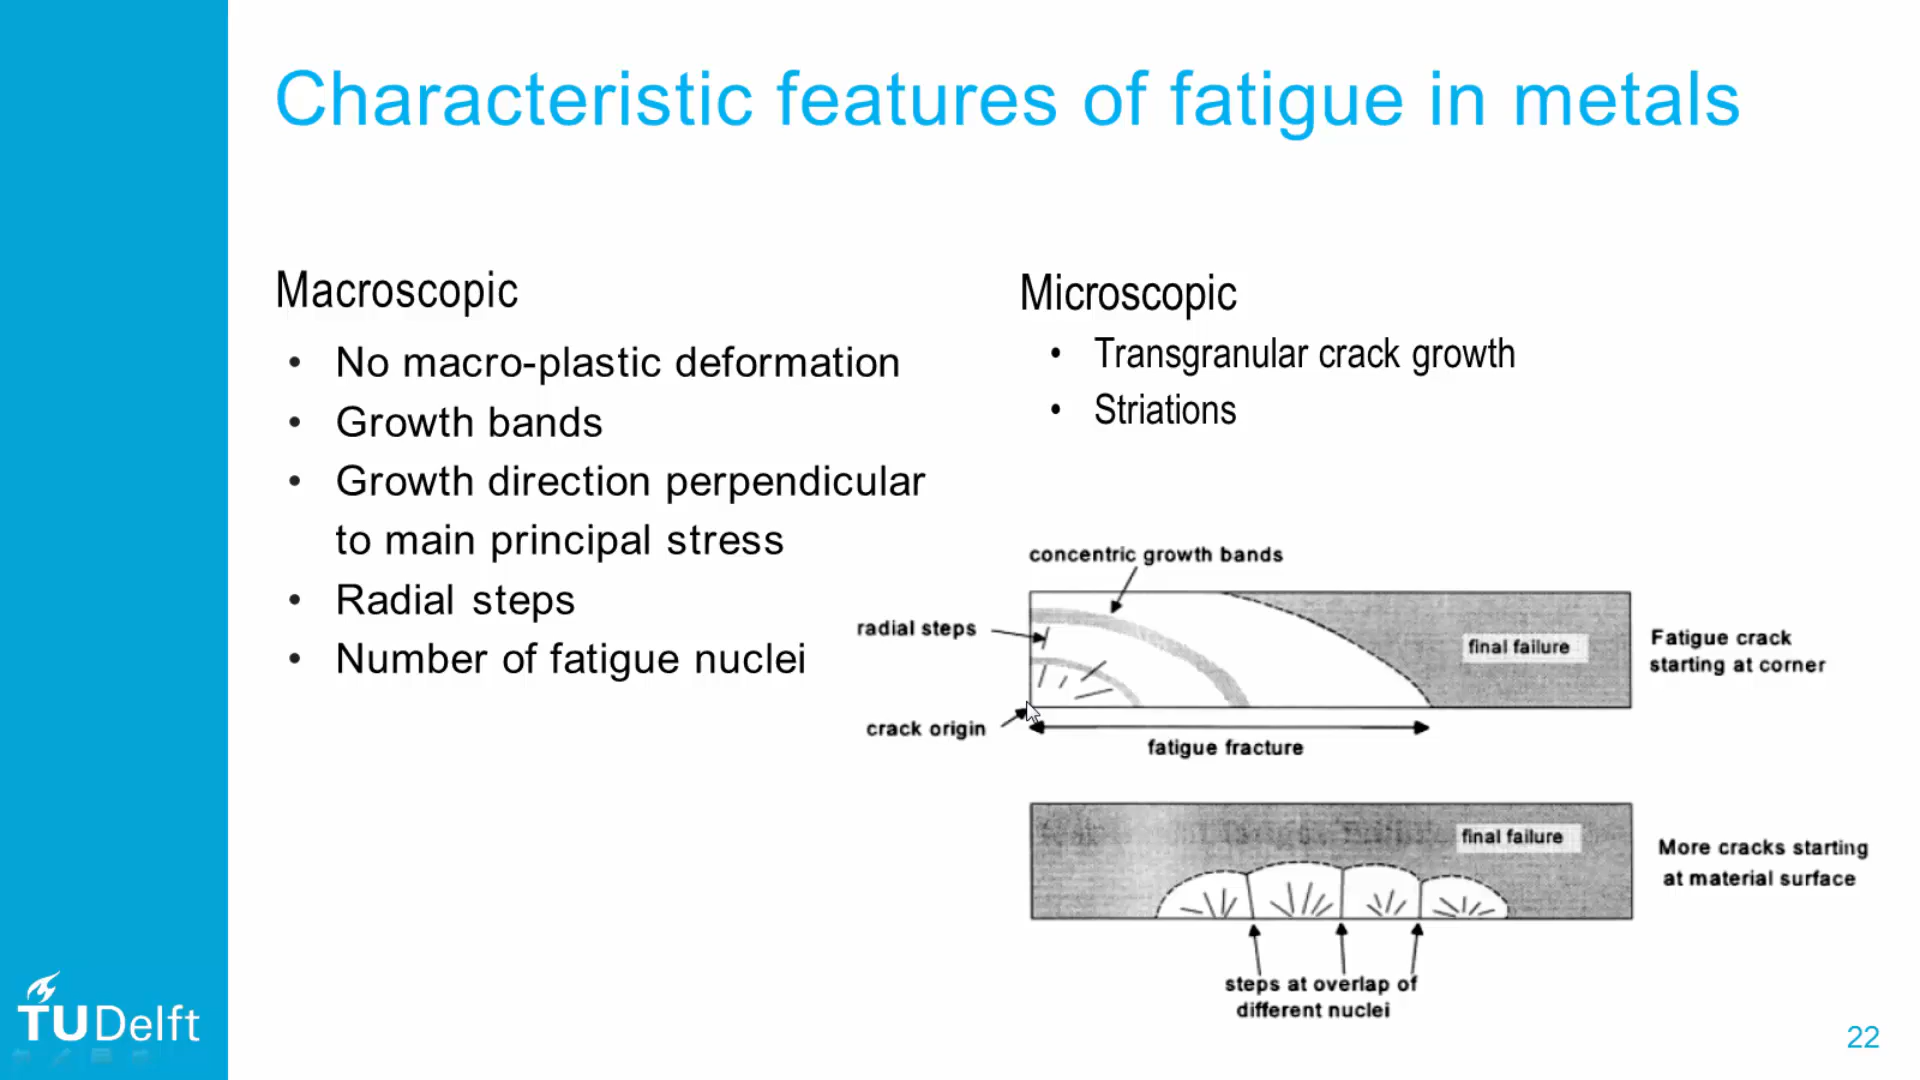 Characteristic features of fatigue in metals
Macroscopic
• No macro-plastic deformation
• Growth bands
• Growth direction perpendicular
to main principal stress
• Radial steps
• Number of fatigue nuclei
Microscopic
• Transgranular crack growth
• Striations
concentric growth bands
radial steps
final failure
Fatigue crack
starting at corner
crack origin
fatigue fracture
final failure
More cracks starting
at material surface
steps at overlap of
different nuclei
TUDelft
22